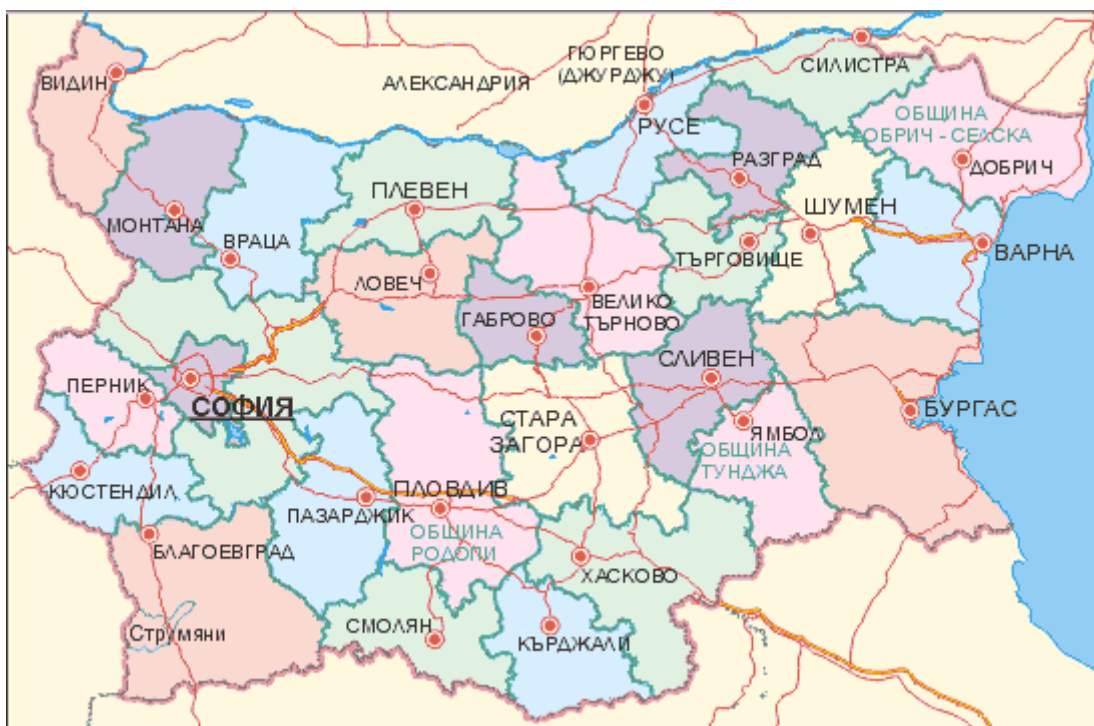 ГЮРГЕВО
(ДЖУРДЖУ)
СИЛИСТРА
ВИДИН
АЛЕКСАНДРИЯ
РУСЕ
ОБЩИНА
ДОБРИЧ - СЕЛСКА
РАЗГРАД
ДОБРИЧ
ПЛЕВЕН
МОНТАНА
ШУМЕН
ВРАЦА
ТЪРГОВИЩЕ
ВАРНА
ЛОВЕЧ
ВЕЛИКО
ТЪРНОВО
ГАБРОВО
СЛИВЕН
ПЕРНИК
СОФИЯ
СТАРА
ЗАГОРА
БУРГАС
ЯМБОЛ
ОБЩИНА
ТУНДЖА
КЮСТЕНДИЛ
ПАЗАРДЖИК
ПЛОВДИВ
ОБЩИНА
РОДОПИ
БЛАГОЕВГРАД
ХАСКОВО
СМОЛЯН
КЪРДЖАЛИ
Струмяни